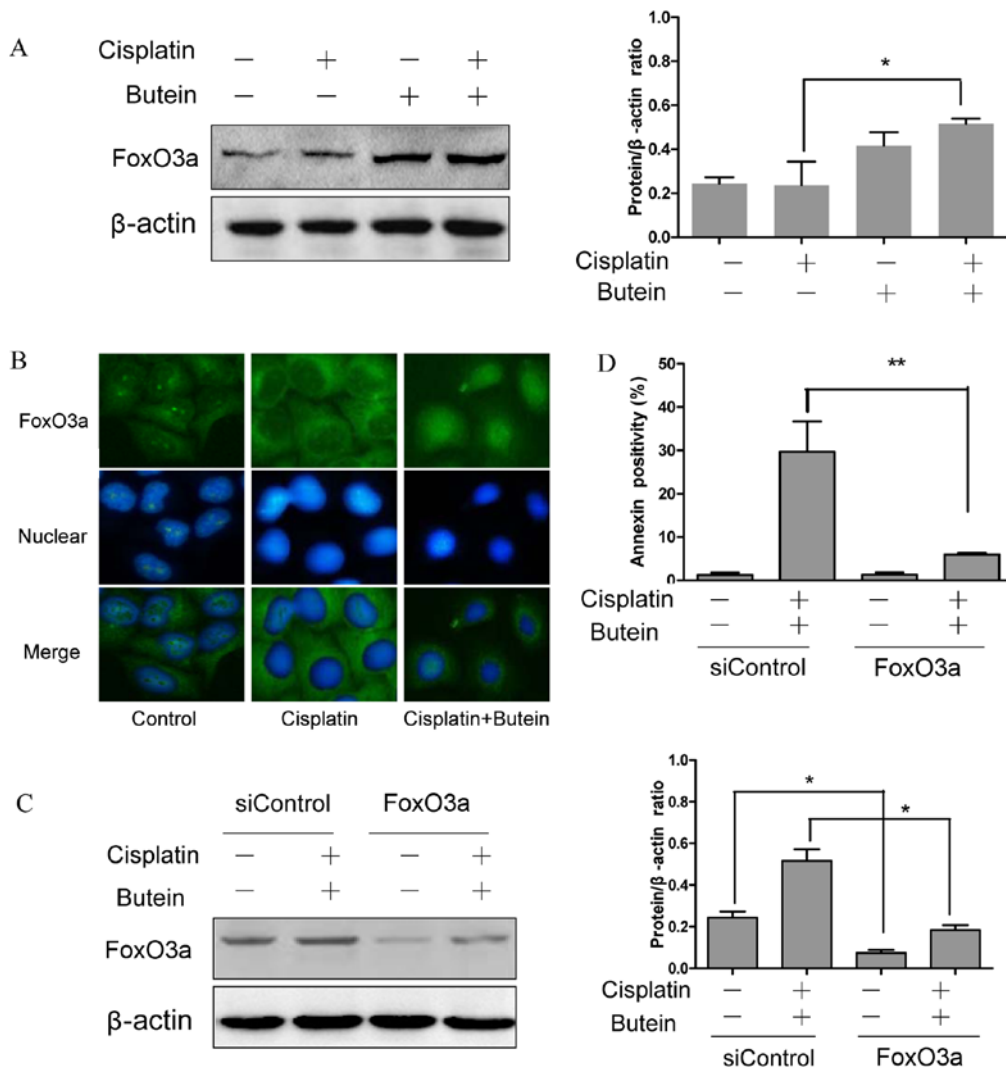 A
Cisplatin − + − +
Butein − − + +
FoxO3a
β-actin
Protein/β -actin ratio
1.0
0.8
0.6
0.4
0.2
0.0
*
Cisplatin − + − +
Butein − − + +
B
FoxO3a
Nuclear
Merge
Control Cisplatin Cisplatin+Butein
D
Annexin positivity (%)
50
40
30
20
10
0
**
Cisplatin − + − +
Butein − + − +
siControl FoxO3a
C
siControl FoxO3a
Cisplatin − + − +
Butein − + − +
FoxO3a
β-actin
Protein/β -actin ratio
1.0
0.8
0.6
0.4
0.2
0.0
*
*
Cisplatin − + − +
Butein − + − +
siControl FoxO3a